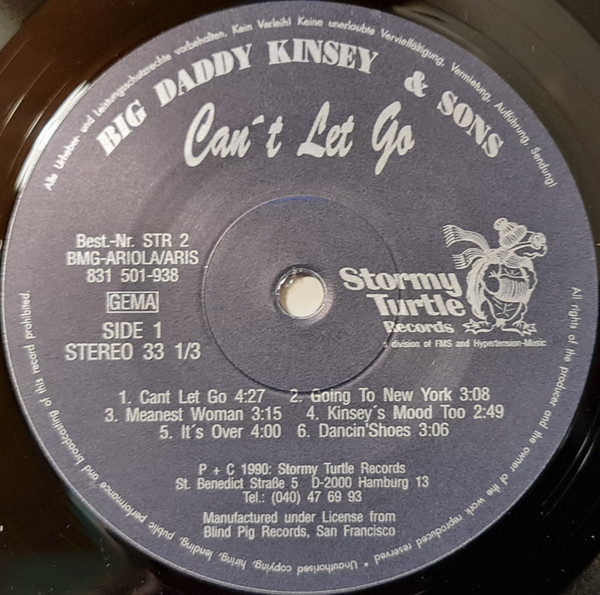 Alle Urheber- und Leistungsschutzrechte vorbehalten. Kein Verleih! Keine unerlaubte Vervielfältigung, Vermietung, Aufführung, Sendung!
BIG DADDY KINSEY & SONS
Can´t Let Go
Best.-Nr. STR 2
BMG-ARIOLA/ARIS
831 501-938
GEMA
SIDE 1
STEREO 33 1/3
Stormy
Turtle
Records
a division of FMS and Hypertension-Music
1. Cant Let Go 4:27 2. Going To New York 3:08
3. Meanest Woman 3:15 4. Kinsey´s Mood Too 2:49
5. It´s Over 4:00 6. Dancin'Shoes 3:06
P + C 1990: Stormy Turtle Records
St. Benedict Straße 5 D-2000 Hamburg 13
Tel.: (040) 47 69 93
Manufactured under License from
Blind Pig Records, San Francisco
All rights of the producer and the owner of the work reproduced reserved * Unauthorised copying, hiring, lending, public performance and broadcasting of this record prohibited.